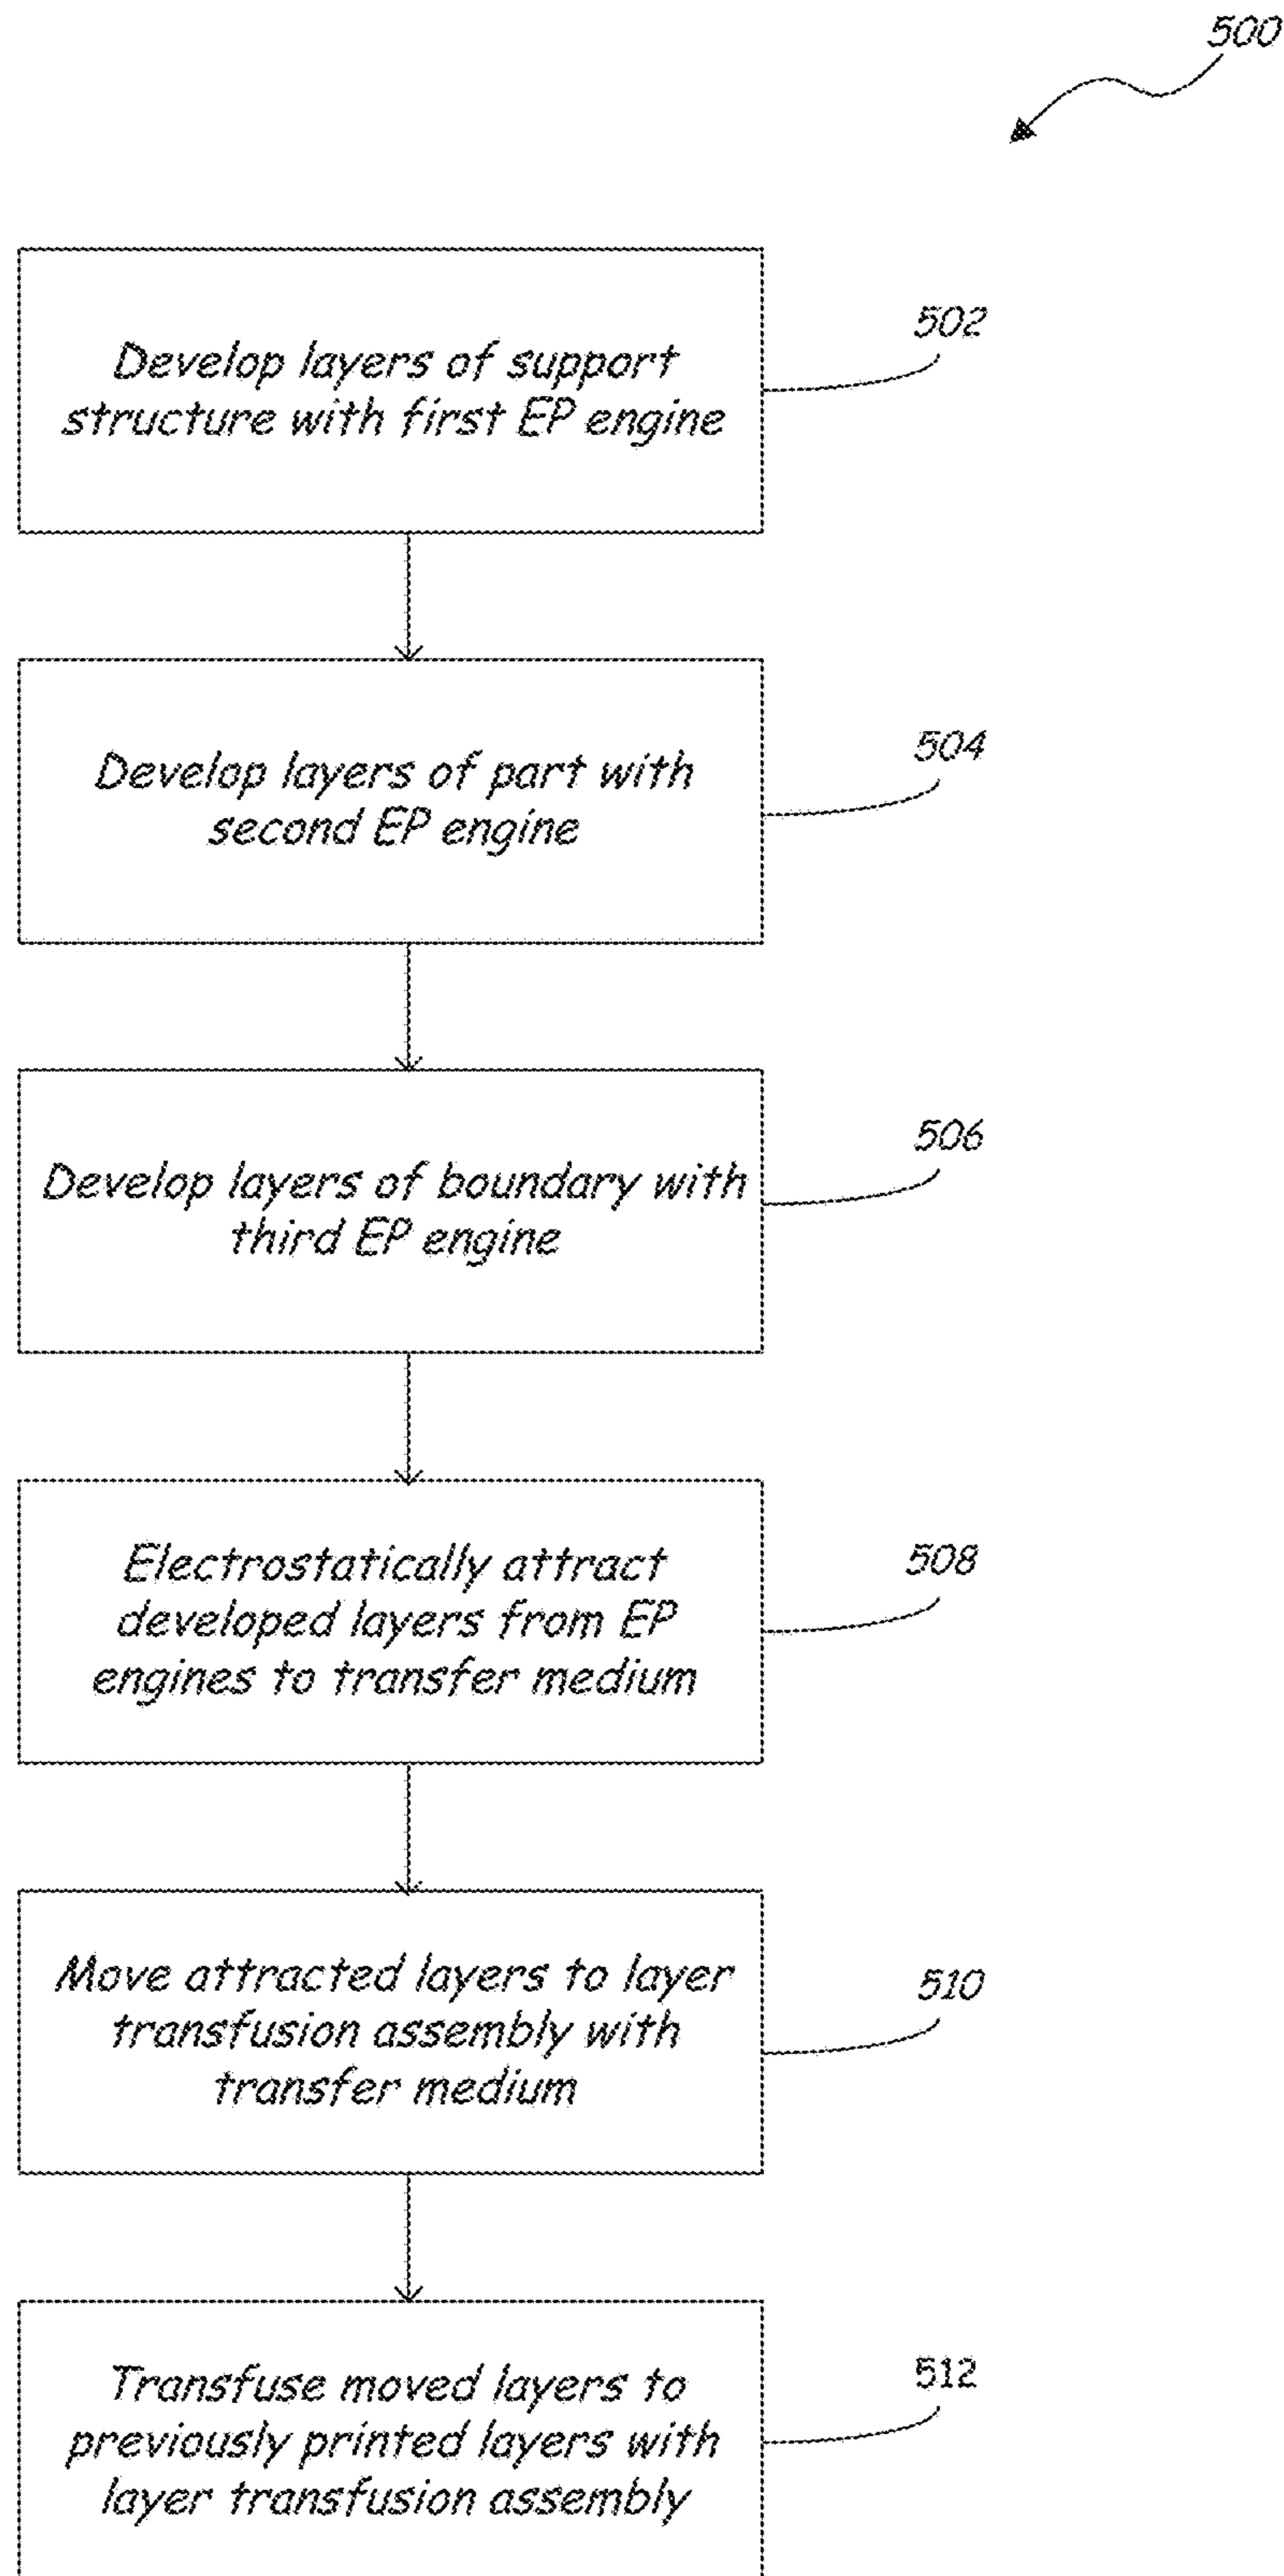 500
Develop layers of support
structure with first EP engine
502
Develop layers of part with
second EP engine
504
Develop layers of boundary with
third EP engine
506
Electrostatically attract
developed layers from EP
engines to transfer medium
508
Move attracted layers to layer
transfusion assembly with
transfer medium
510
Transfuse moved layers to
previously printed layers with
layer transfusion assembly
512